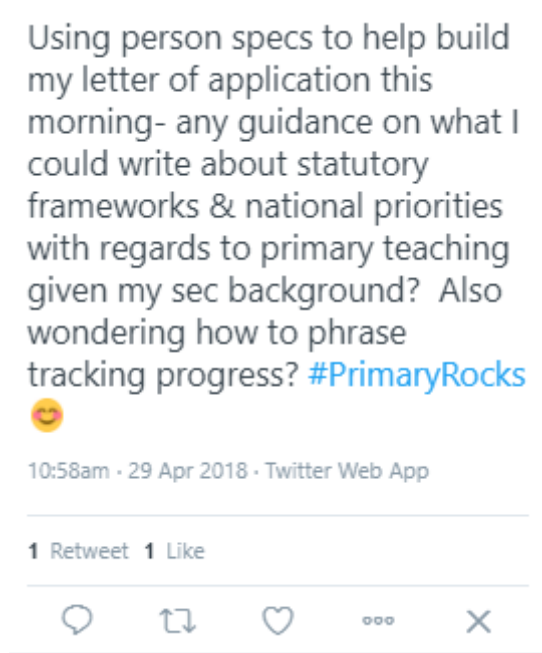 Using person specs to help build
my letter of application this
morning- any guidance on what I
could write about statutory
frameworks & national priorities
with regards to primary teaching
given my sec background?  Also
wondering how to phrase
tracking progress? #PrimaryRocks
😊
10:58am · 29 Apr 2018 · Twitter Web App
1 Retweet 1 Like